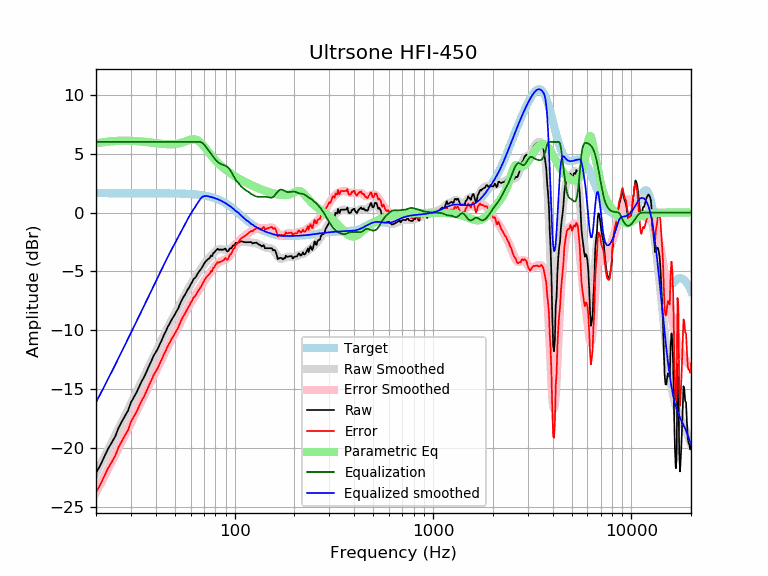 Ultrsone HFI-450
Amplitude (dBr)
10
5
0
−5
−10
−15
−20
−25
Target
Raw Smoothed
Error Smoothed
Raw
Error
Parametric Eq
Equalization
Equalized smoothed
100 1000 10000
Frequency (Hz)